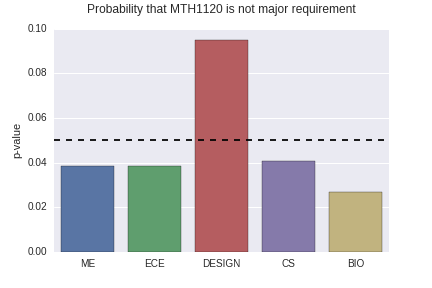 Probability that MTH1120 is not major requirement
p-value
0.10
0.08
0.06
0.04
0.02
0.00
ME ECE DESIGN CS BIO